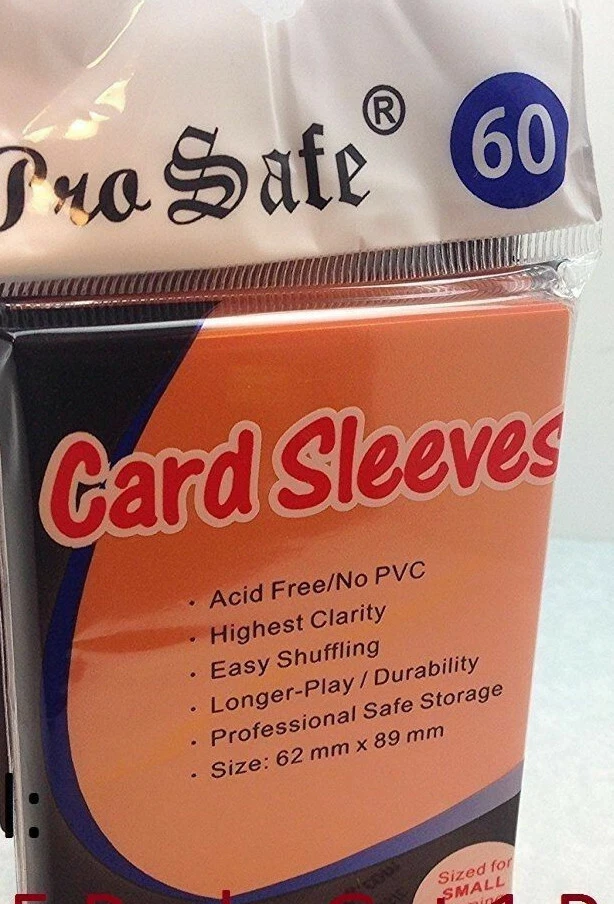 Pro Safe®
60
Card Sleeves
· Acid Free/No PVC
· Highest Clarity
· Easy Shuffling
· Longer-Play / Durability
· Professional Safe Storage
· Size: 62 mm x 89 mm
Sized for
SMALL